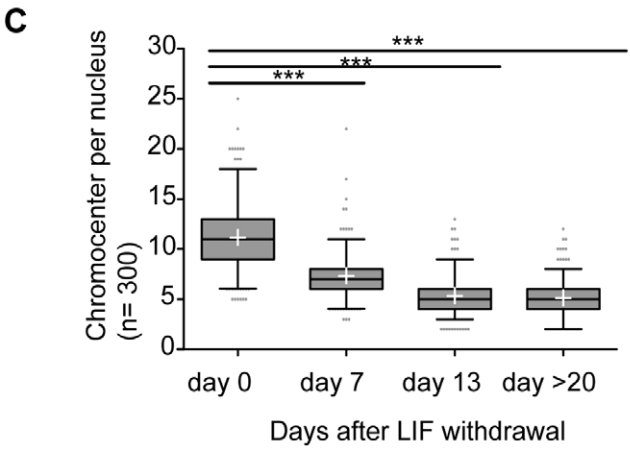 C
Chromocenter per nucleus
(n= 300)
30
25
20
15
10
5
0
***
***
***
day 0 day 7 day 13 day >20
Days after LIF withdrawal